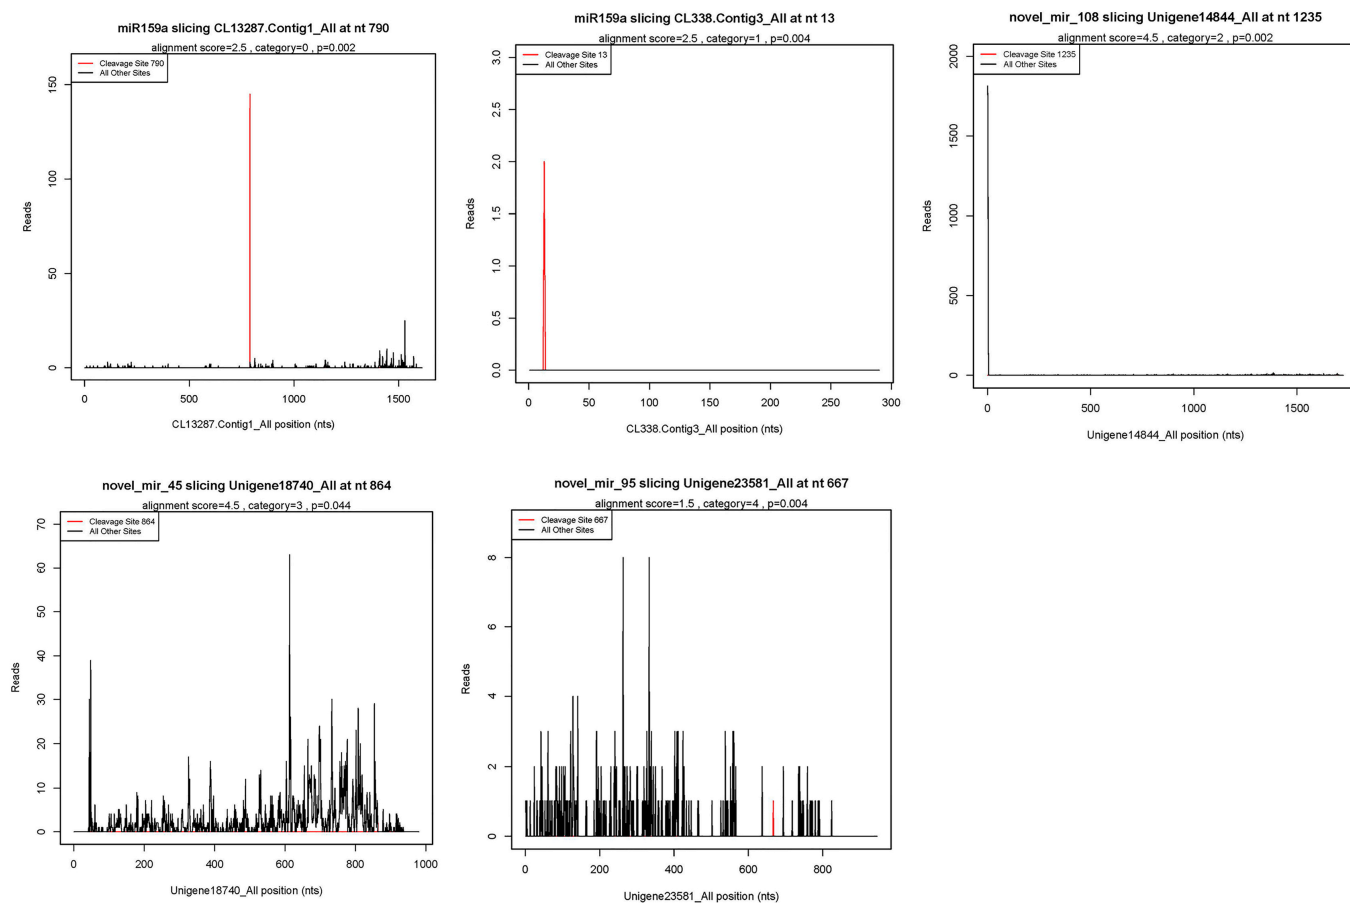 miR159a slicing CL13287.Contig1_All at nt 790
alignment score=2.5 , category=0 , p=0.002
Cleavage Site 790
All Other Sites
Reads
0
50
100
150
0
500
1000
1500
CL13287.Contig1_All position (nts)
miR159a slicing CL338.Contig3_All at nt 13
alignment score=2.5 , category=1 , p=0.004
Cleavage Site 13
All Other Sites
Reads
0.0
0.5
1.0
1.5
2.0
2.5
3.0
0
50
100
150
200
250
300
CL338.Contig3_All position (nts)
novel_mir_108 slicing Unigene14844_All at nt 1235
alignment score=4.5 , category=2 , p=0.002
Cleavage Site 1235
All Other Sites
Reads
0
500
1000
1500
2000
0
500
1000
1500
Unigene14844_All position (nts)
novel_mir_45 slicing Unigene18740_All at nt 864
alignment score=4.5 , category=3 , p=0.044
Cleavage Site 864
All Other Sites
Reads
0
10
20
30
40
50
60
70
0
200
400
600
800
1000
Unigene18740_All position (nts)
novel_mir_95 slicing Unigene23581_All at nt 667
alignment score=1.5 , category=4 , p=0.004
Cleavage Site 667
All Other Sites
Reads
0
2
4
6
8
0
200
400
600
800
Unigene23581_All position (nts)